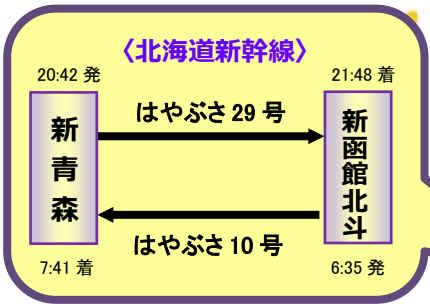 〈北海道新幹線〉
20:42 発
21:48 着
はやぶさ 29 号
新青森
新函館北斗
はやぶさ 10 号
7:41 着
6:35 発